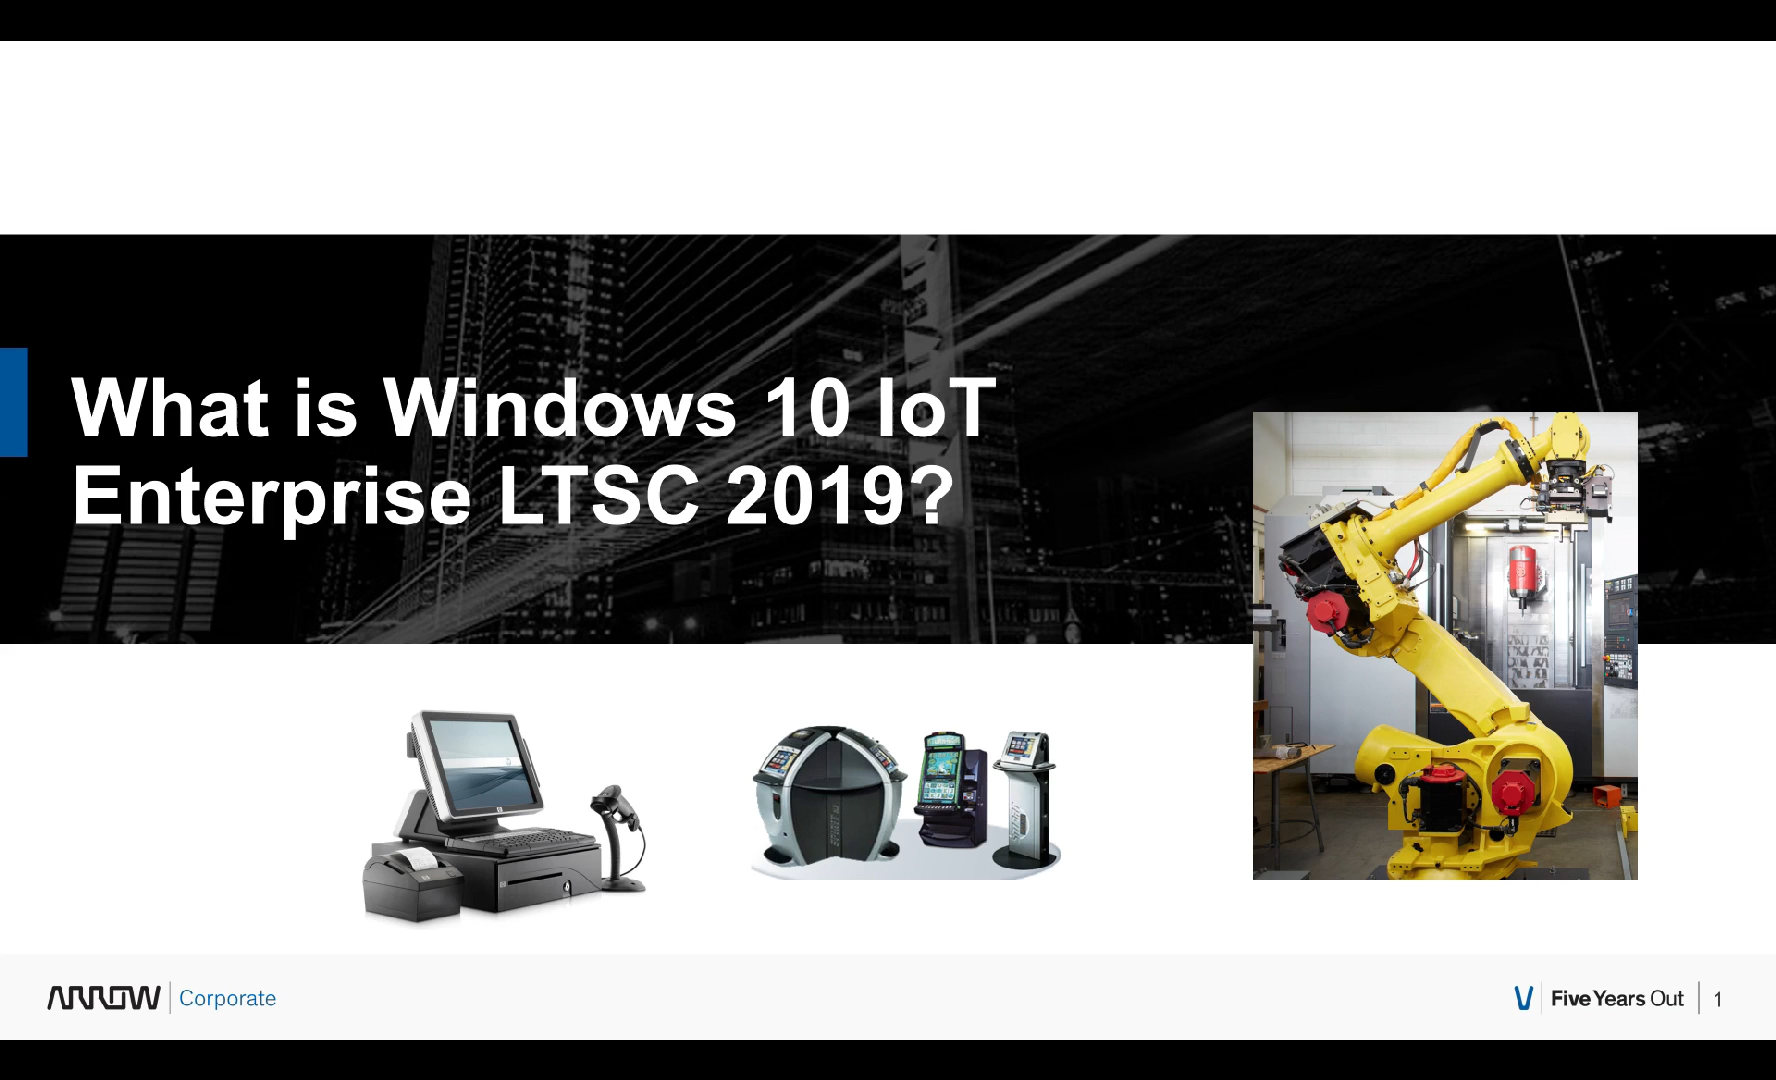 What is Windows 10 IoT
Enterprise LTSC 2019?
ARROW
Corporate
Five Years Out
1